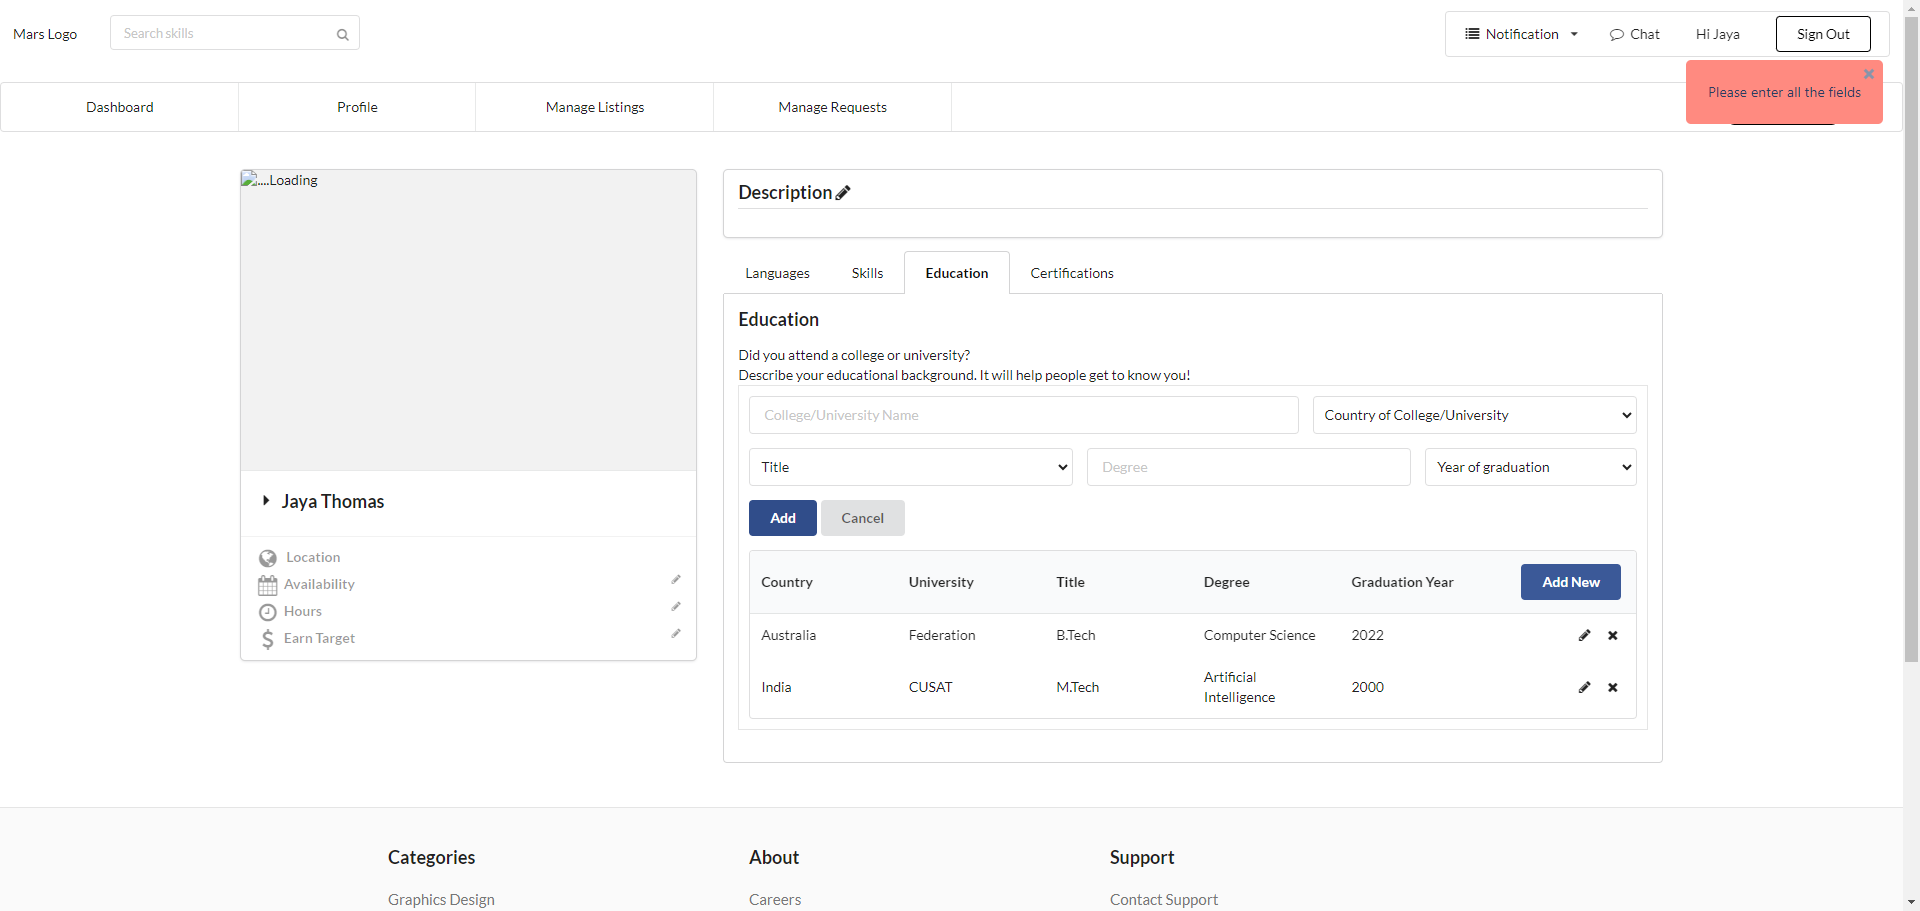 Mars Logo
Search skills
Notification
Chat
Hi Jaya
Sign Out
Please enter all the fields
Dashboard
Profile
Manage Listings
Manage Requests
....Loading
Jaya Thomas
Location
Availability
Hours
Earn Target
Description
Languages
Skills
Education
Certifications
Education
Did you attend a college or university?
Describe your educational background. It will help people get to know you!
College/University Name
Country of College/University
Title
Degree
Year of graduation
Add
Cancel
Country
University
Title
Degree
Graduation Year
Add New
Australia
Federation
B.Tech
Computer Science
2022
India
CUSAT
M.Tech
Artificial
Intelligence
2000
Categories
About
Support
Graphics Design
Careers
Contact Support